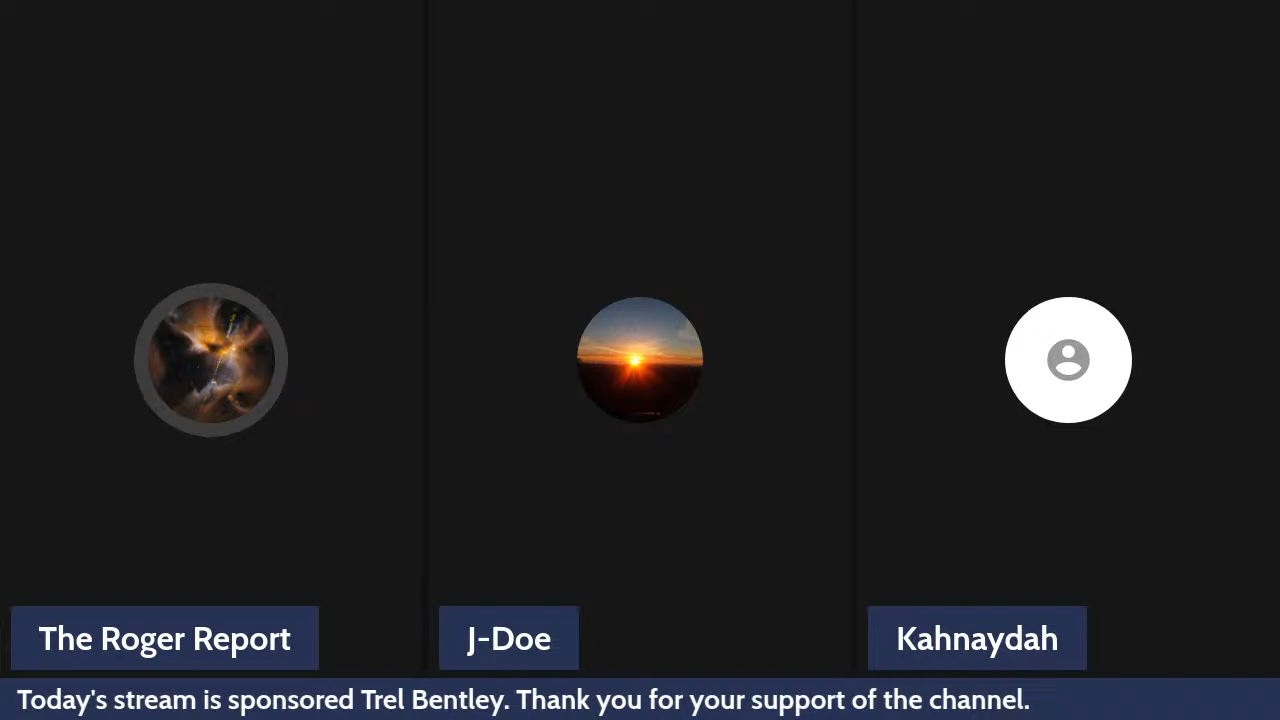 The Roger Report
J-Doe
Kahnaydah
Today's stream is sponsored Trel Bentley. Thank you for your support of the channel.